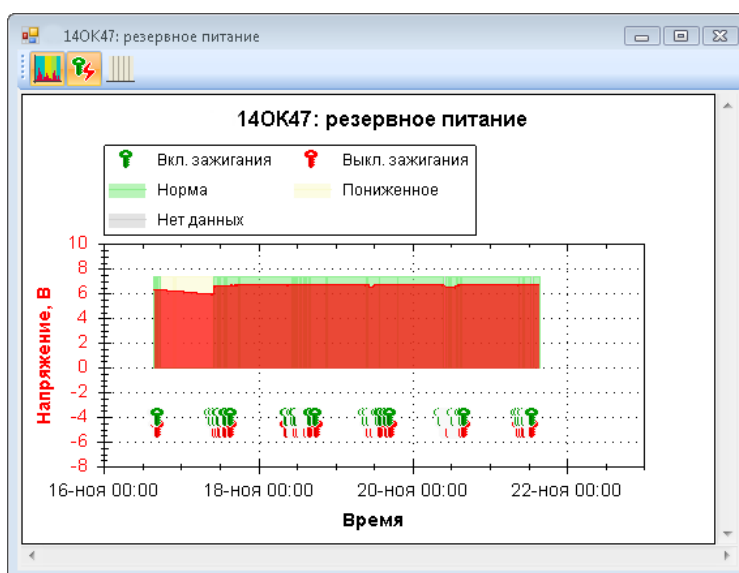 14OK47: резервное питание
14OK47: резервное питание
Вкл. зажигания Выкл. зажигания
Норма Пониженное
Нет данных
Напряжение, В
10
8
6
4
2
0
-2
-4
-6
-8
16-ноя 00:00 18-ноя 00:00 20-ноя 00:00 22-ноя 00:00
Время